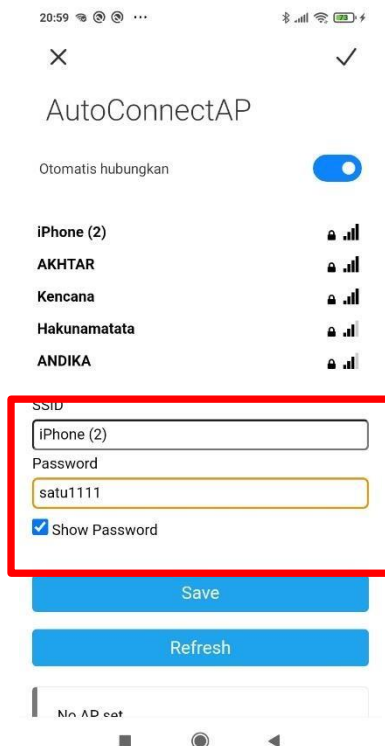 20:59
73
AutoConnectAP
Otomatis hubungkan
iPhone (2)
AKHTAR
Kencana
Hakunamatata
ANDIKA
SSID
iPhone (2)
Password
satu1111
Show Password
Save
Refresh
No AP set